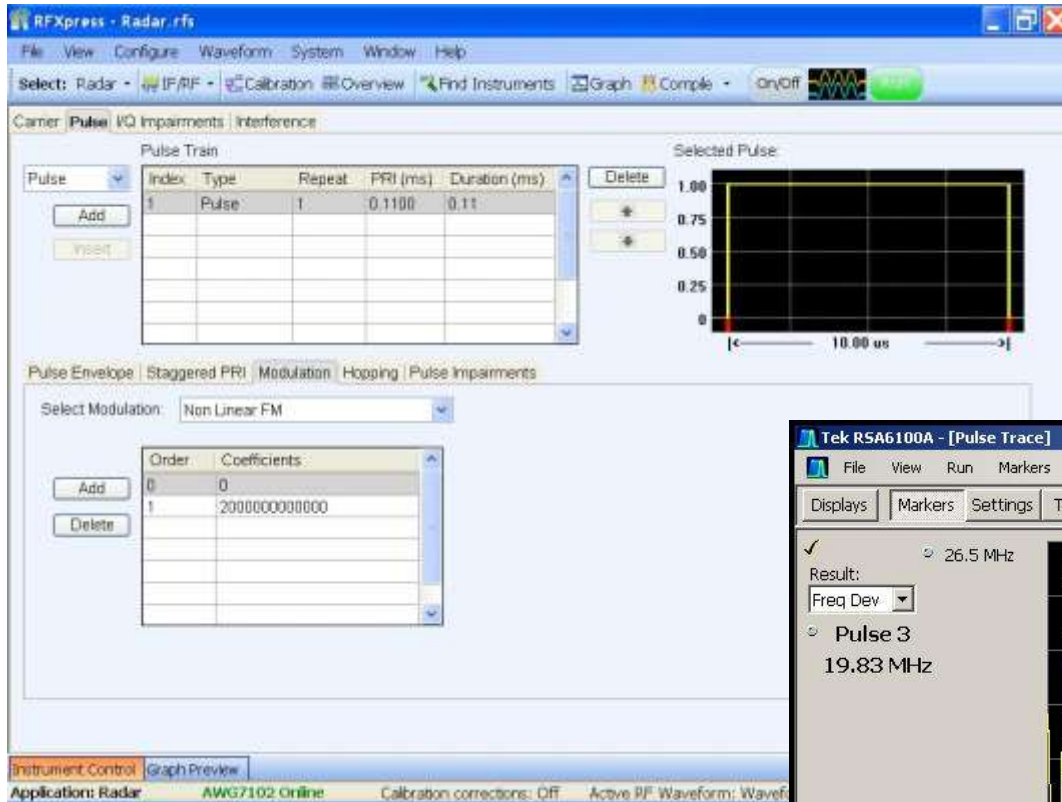 RFXpress - Radar.rfs
File View Configure Waveform System Window Help
Select: Radar IF/RF Calibration Overview Find Instruments Graph Compile On/Off
Carrier Pulse I/Q Impairments Interference
Pulse Train
Selected Pulse:
Pulse
Index Type Repeat PRI (ms) Duration (ms)
1 Pulse 1 0.1100 0.11
Add
Insert
Delete
1.00
0.75
0.50
0.25
0
10.00 us
Pulse Envelope Staggered PRI Modulation Hopping Pulse Impairments
Select Modulation: Non Linear FM
Order Coefficients
0 0
1 2000000000000
Add
Delete
Instrument Control Graph Preview
Application: Radar AWG7102 Online Calibration corrections: Off Active RF Waveform: Wavefo
Tek RSA6100A - [Pulse Trace]
File View Run Markers
Displays Markers Settings T
26.5 MHz
Result:
Freq Dev
Pulse 3
19.83 MHz